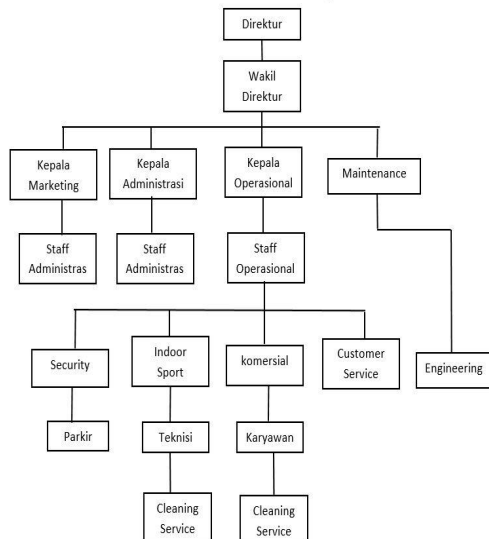 Direktur
Wakil
Direktur
Kepala
Marketing
Kepala
Administrasi
Kepala
Operasional
Maintenance
Staff
Administras
Staff
Administras
Staff
Operasional
Security
Indoor
Sport
komersial
Customer
Service
Engineering
Parkir
Teknisi
Karyawan
Cleaning
Service
Cleaning
Service